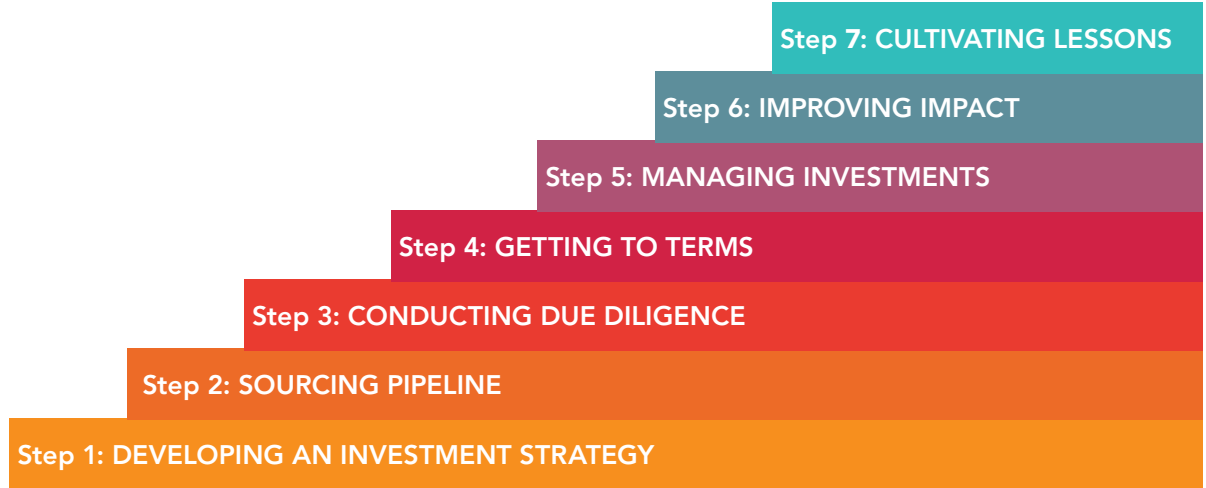 Step 7: CULTIVATING LESSONS
Step 6: IMPROVING IMPACT
Step 5: MANAGING INVESTMENTS
Step 4: GETTING TO TERMS
Step 3: CONDUCTING DUE DILIGENCE
Step 2: SOURCING PIPELINE
Step 1: DEVELOPING AN INVESTMENT STRATEGY